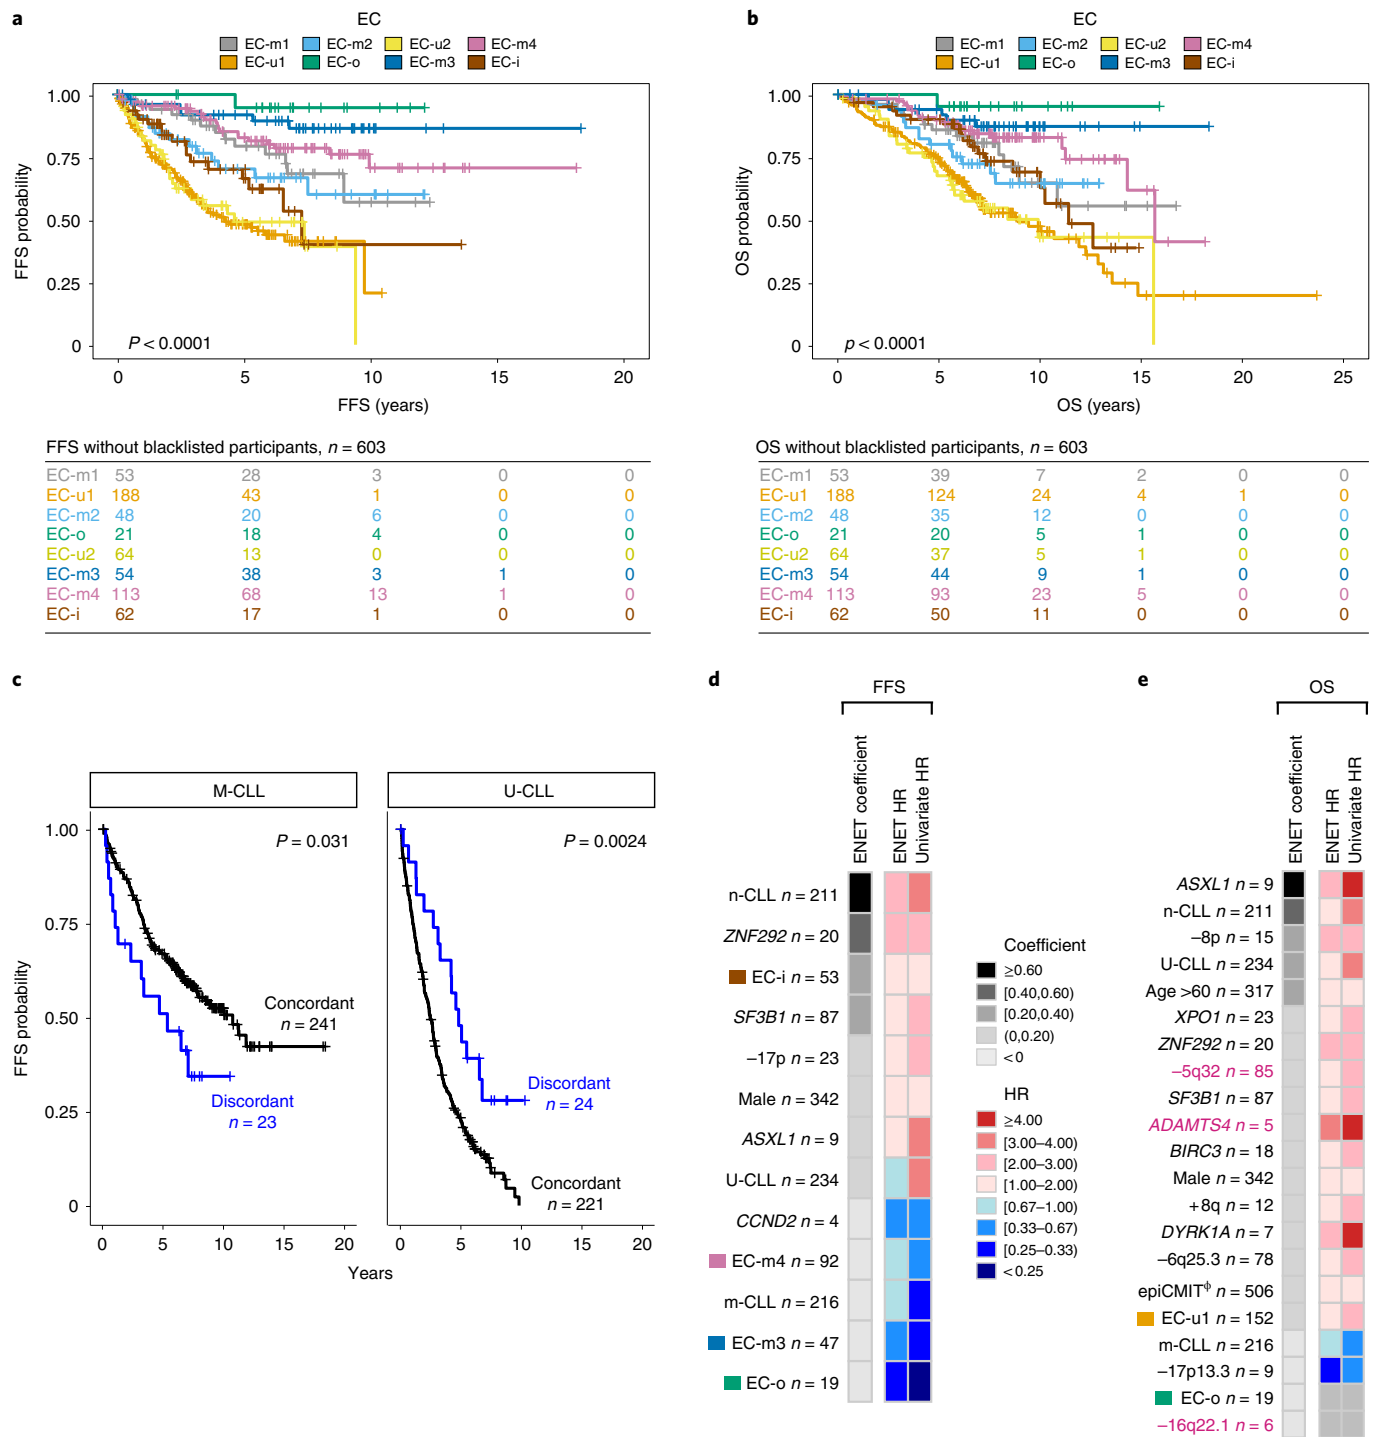 a
EC
EC-m1 EC-m2 EC-u2 EC-m4
EC-u1 EC-o EC-m3 EC-i
1.00
0.75
0.50
0.25
0
FFS probability
P < 0.0001
0 5 10 15 20
FFS (years)
FFS without blacklisted participants, n = 603
EC-m1 53 28 3 0 0
EC-u1 188 43 1 0 0
EC-m2 48 20 6 0 0
EC-o 21 18 4 0 0
EC-u2 64 13 0 0 0
EC-m3 54 38 3 1 0
EC-m4 113 68 13 1 0
EC-i 62 17 1 0 0
b
EC
EC-m1 EC-m2 EC-u2 EC-m4
EC-u1 EC-o EC-m3 EC-i
1.00
0.75
0.50
0.25
0
OS probability
p < 0.0001
0 5 10 15 20 25
OS (years)
OS without blacklisted participants, n = 603
EC-m1 53 39 7 2 0 0
EC-u1 188 124 24 4 1 0
EC-m2 48 35 12 0 0 0
EC-o 21 20 5 1 0 0
EC-u2 64 37 5 1 0 0
EC-m3 54 44 9 1 0 0
EC-m4 113 93 23 5 0 0
EC-i 62 50 11 0 0 0
c
M-CLL
U-CLL
1.00
0.75
0.50
0.25
0
FFS probability
P = 0.031
Concordant
n = 241
Discordant
n = 23
P = 0.0024
Discordant
n = 24
Concordant
n = 221
0 5 10 15 20
0 5 10 15 20
Years
d
FFS
ENET coefficient
ENET HR
Univariate HR
n-CLL n = 211
ZNF292 n = 20
EC-i n = 53
SF3B1 n = 87
–17p n = 23
Male n = 342
ASXL1 n = 9
U-CLL n = 234
CCND2 n = 4
EC-m4 n = 92
m-CLL n = 216
EC-m3 n = 47
EC-o n = 19
Coefficient
≥0.60
[0.40,0.60)
[0.20,0.40)
(0,0.20)
<0
HR
≥4.00
[3.00–4.00)
[2.00–3.00)
[1.00–2.00)
[0.67–1.00)
[0.33–0.67)
[0.25–0.33)
<0.25
e
OS
ENET coefficient
ENET HR
Univariate HR
ASXL1 n = 9
n-CLL n = 211
–8p n = 15
U-CLL n = 234
Age >60 n = 317
XPO1 n = 23
ZNF292 n = 20
–5q32 n = 85
SF3B1 n = 87
ADAMTS4 n = 5
BIRC3 n = 18
Male n = 342
+8q n = 12
DYRK1A n = 7
–6q25.3 n = 78
epiCMITϕ n = 506
EC-u1 n = 152
m-CLL n = 216
–17p13.3 n = 9
EC-o n = 19
–16q22.1 n = 6